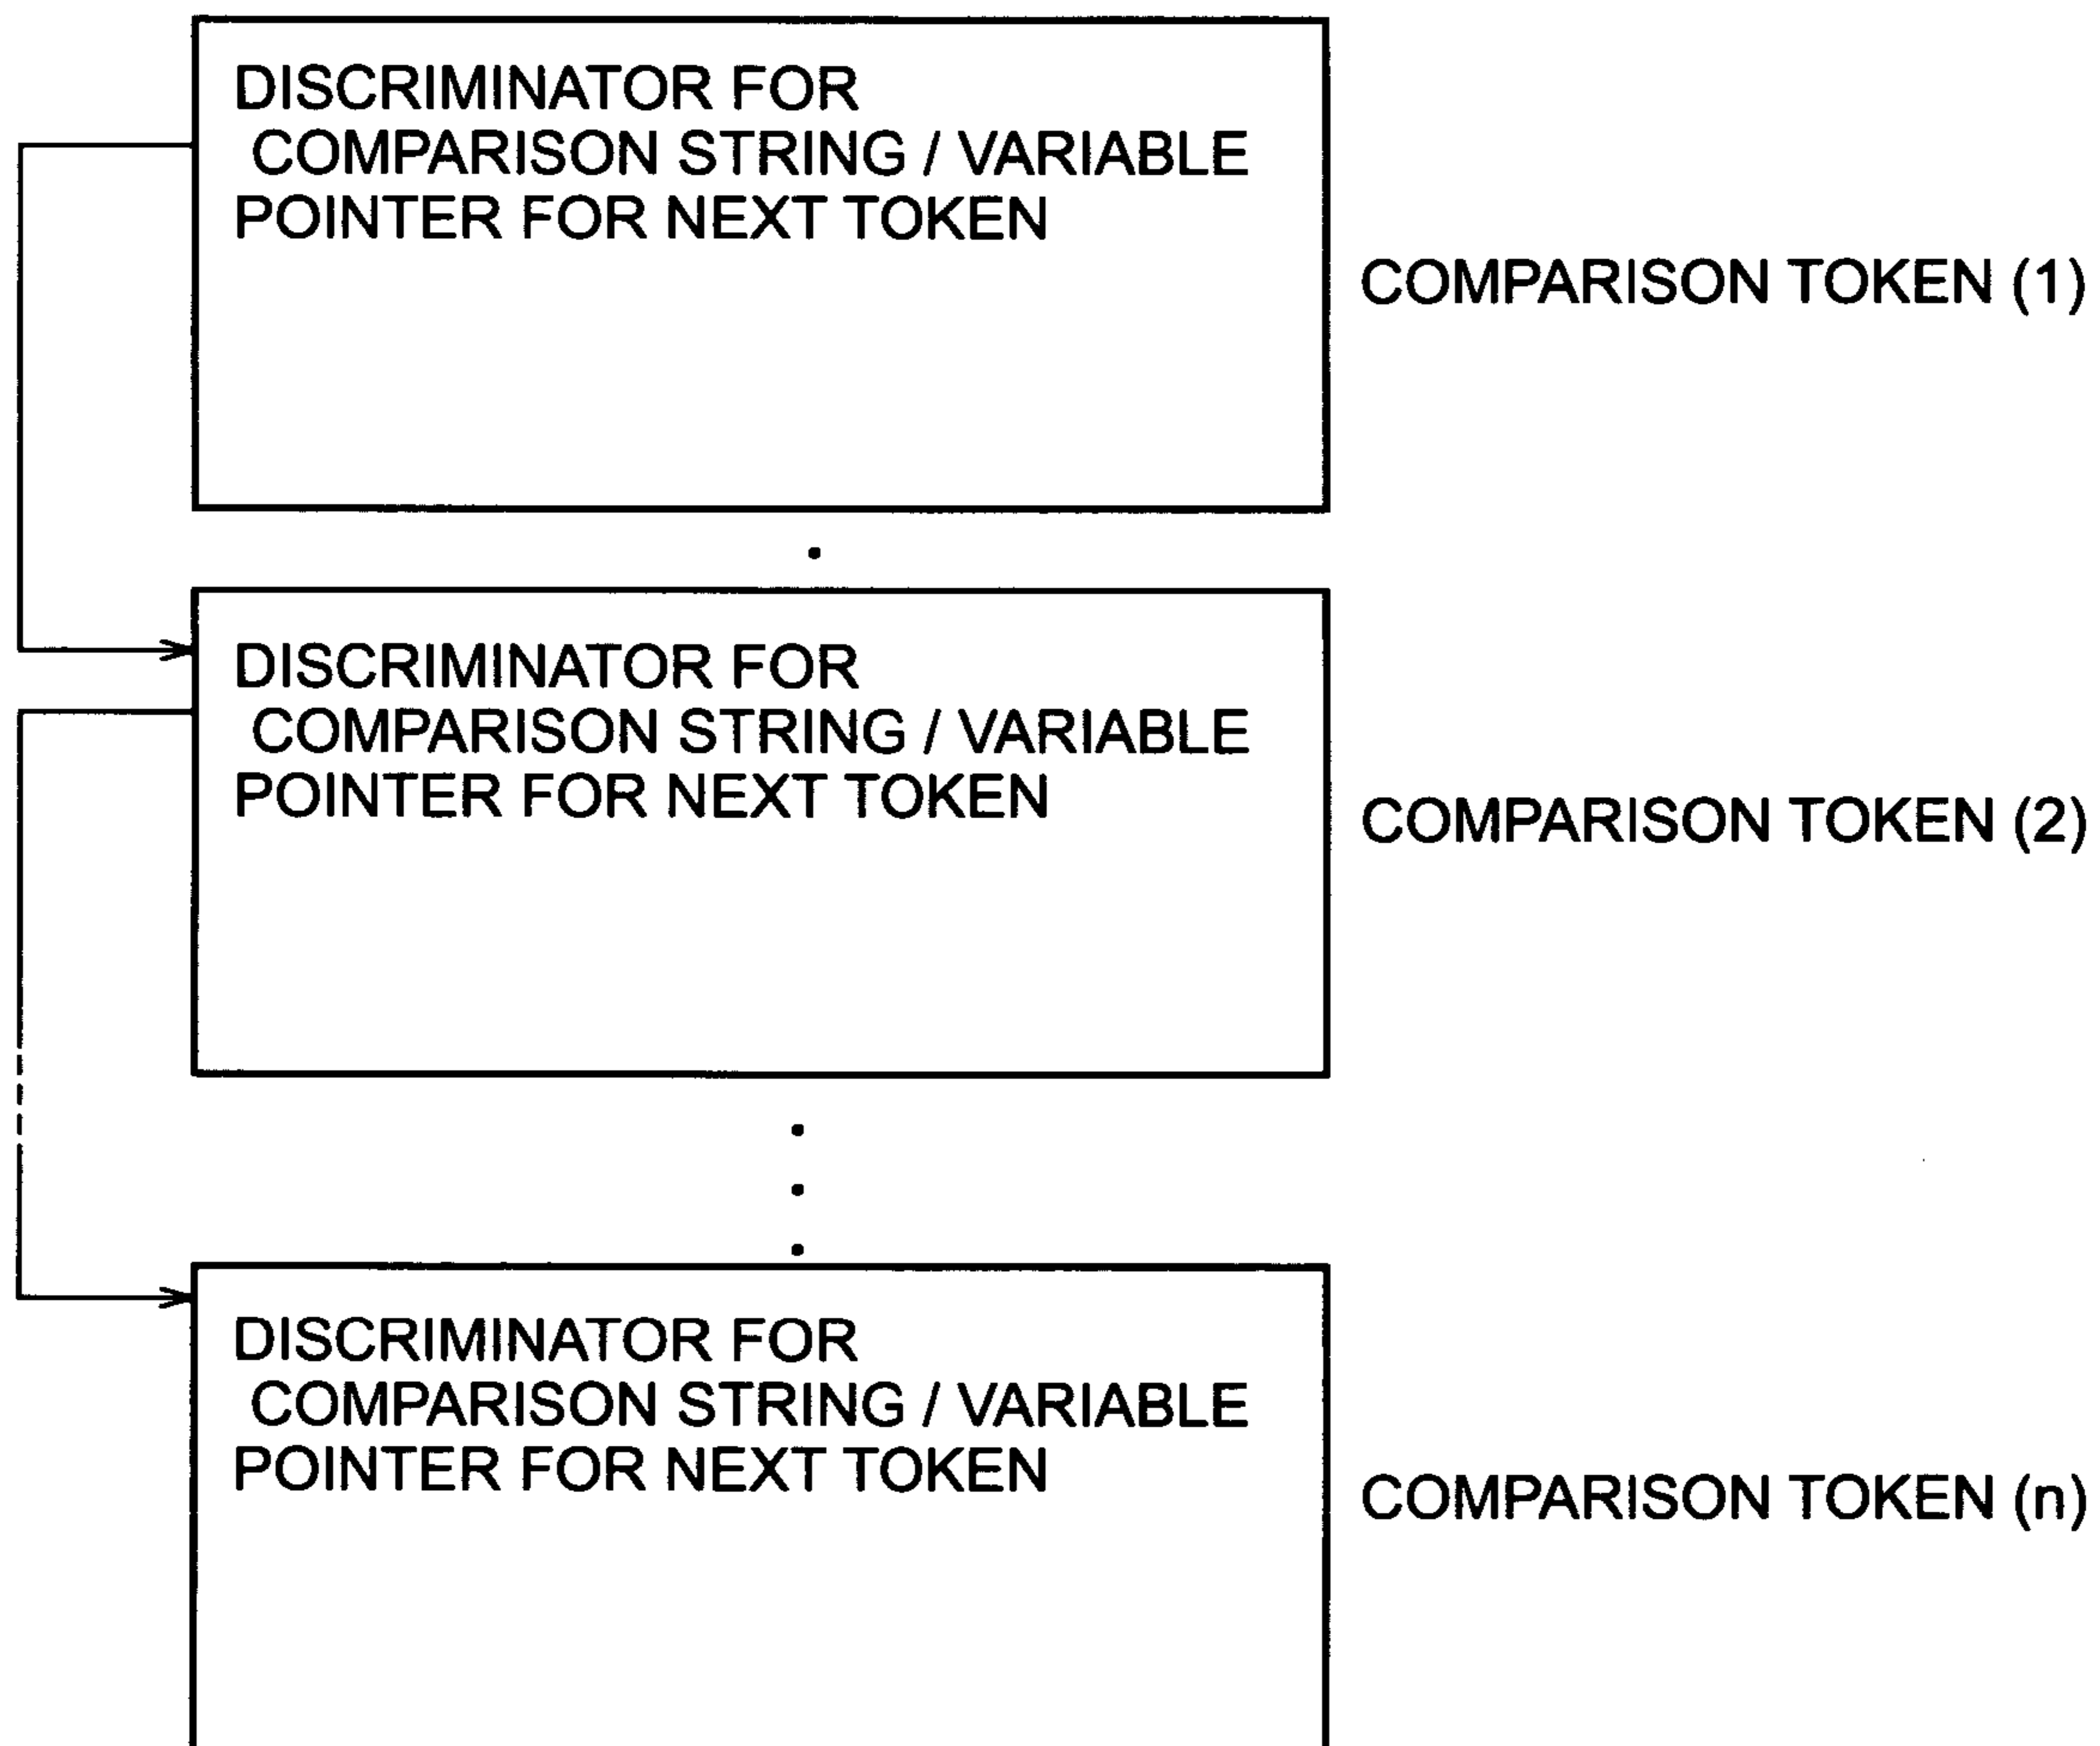 DISCRIMINATOR FOR
COMPARISON STRING / VARIABLE
POINTER FOR NEXT TOKEN
COMPARISON TOKEN (1)
DISCRIMINATOR FOR
COMPARISON STRING / VARIABLE
POINTER FOR NEXT TOKEN
COMPARISON TOKEN (2)
DISCRIMINATOR FOR
COMPARISON STRING / VARIABLE
POINTER FOR NEXT TOKEN
COMPARISON TOKEN (n)